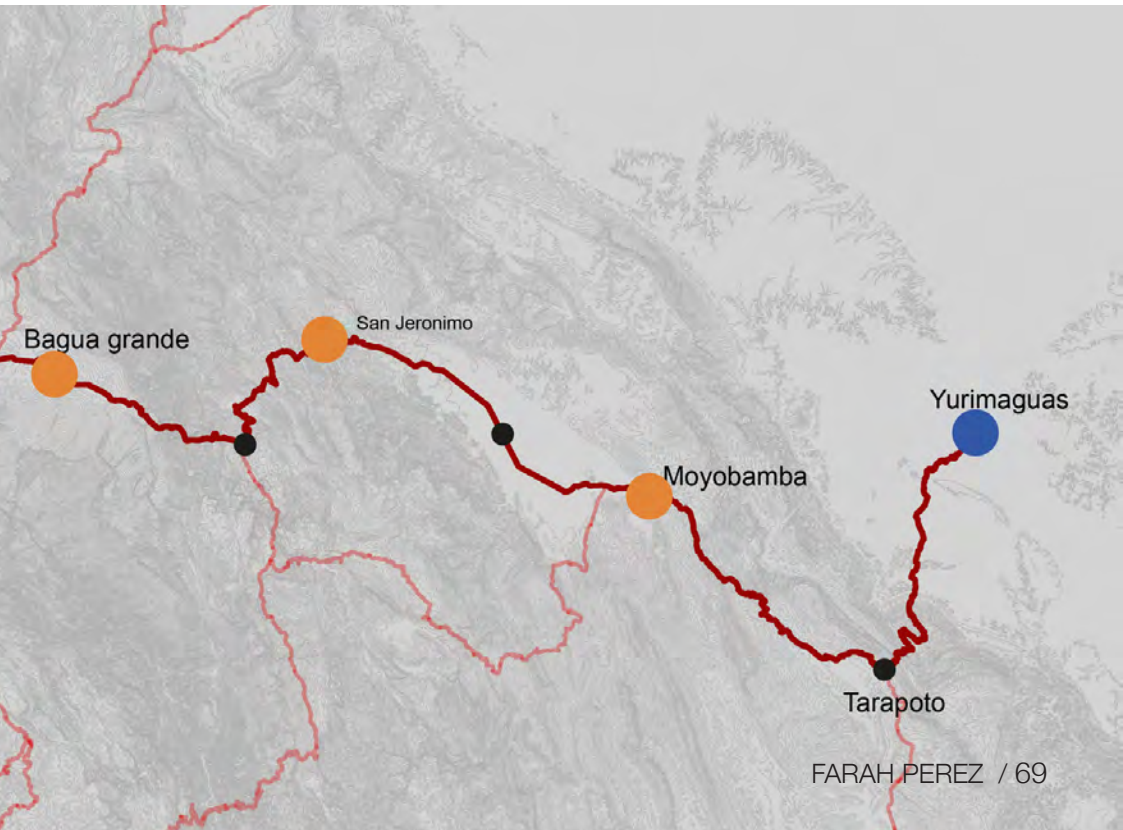 San Jeronimo
Bagua grande
Yurimaguas
Moyobamba
Tarapoto
FARAH PEREZ / 69